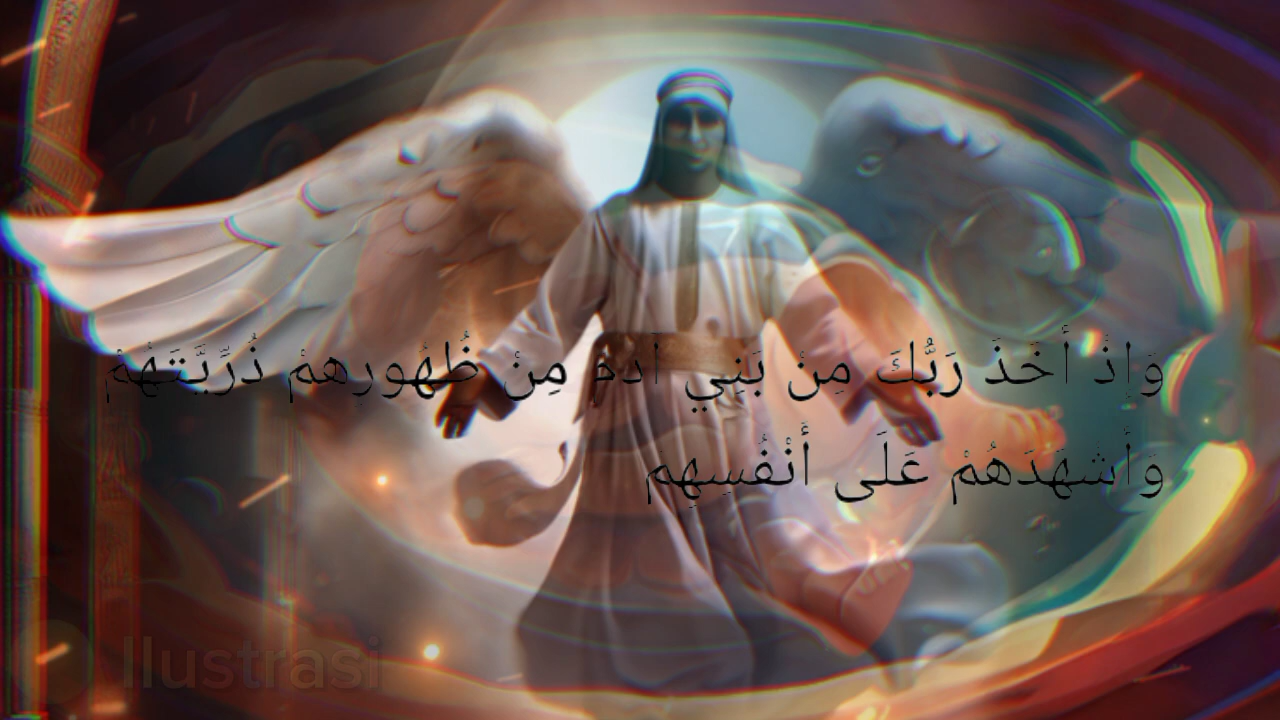 وَإِذْ أَخَذَ رَبُّكَ مِنْ بَنِي آدَمَ مِنْ ظُهُورِهِمْ ذُرِّيَّتَهُمْ
وَأَشْهَدَهُمْ عَلَى أَنْفُسِهِمْ
Ilustrasi